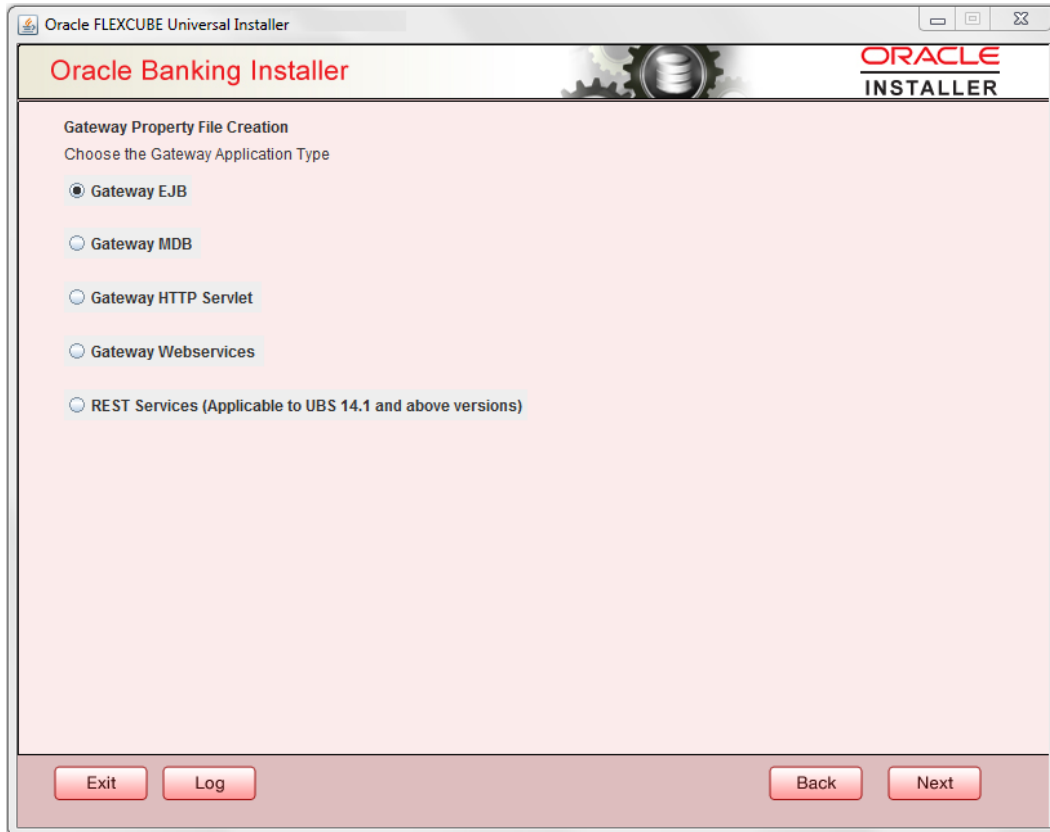 Oracle FLEXCUBE Universal Installer
Oracle Banking Installer
ORACLE
INSTALLER
Gateway Property File Creation
Choose the Gateway Application Type
Gateway EJB
Gateway MDB
Gateway HTTP Servlet
Gateway Webservices
REST Services (Applicable to UBS 14.1 and above versions)
Exit
Log
Back
Next